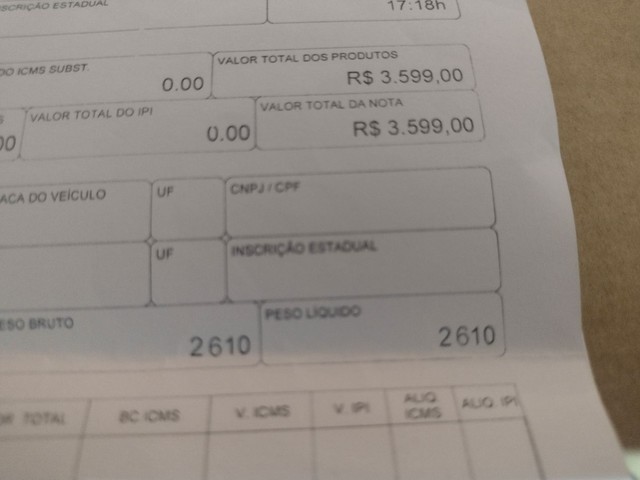 INSCRIÇÃO ESTADUAL
17:18h
DO ICMS SUBST.
0.00
VALOR TOTAL DOS PRODUTOS
R$ 3.599,00
VALOR TOTAL DO IPI
0.00
VALOR TOTAL DA NOTA
R$ 3.599,00
ACA DO VEÍCULO
UF
CNPJ / CPF
UF
INSCRIÇÃO ESTADUAL
ESO BRUTO
2610
PESO LÍQUIDO
2610
OR TOTAL
BC ICMS
V. ICMS
V. IPI
ALIQ. ICMS
ALIQ. IPI